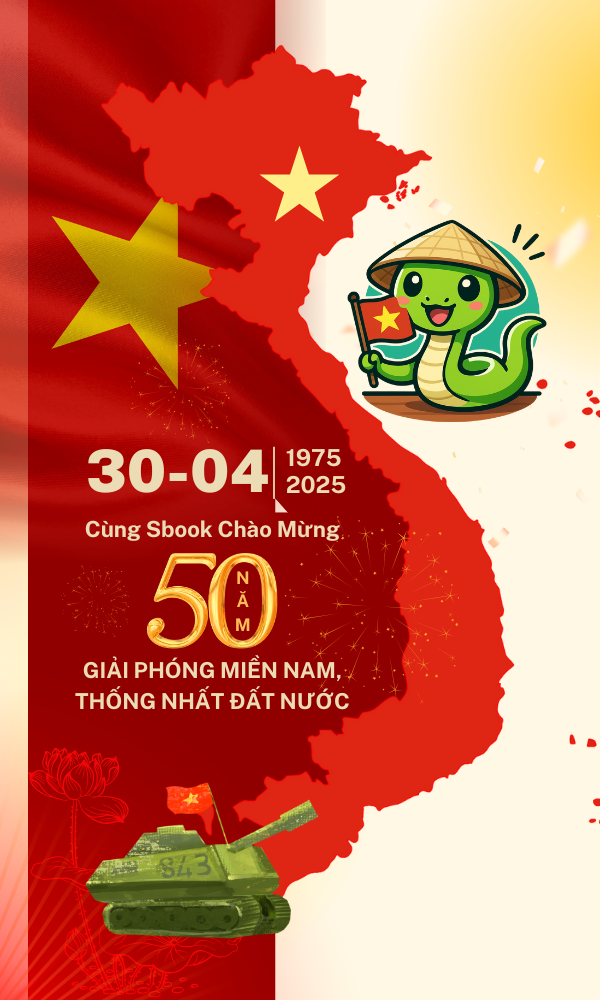 30-04
1975
2025
Cùng Sbook Chào Mừng
50
NĂM
GIẢI PHÓNG MIỀN NAM,
THỐNG NHẤT ĐẤT NƯỚC
843